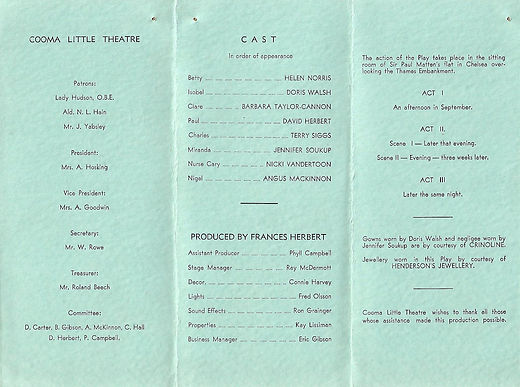 COOMA LITTLE THEATRE
Patrons:
Lady Hudson, O.B.E.
Ald. N. L. Hain
Mr. J. Yabsley
President:
Mrs. A. Hosking
Vice President:
Mrs. A. Goodwin
Secretary:
Mr. W. Rowe
Treasurer:
Mr. Roland Beech
Committee:
D. Carter, B. Gibson, A. McKinnon, C. Hall
D. Herbert, P. Campbell.
CAST
In order of appearance
Betty HELEN NORRIS
Isobel DORIS WALSH
Clare BARBARA TAYLOR-CANNON
Paul DAVID HERBERT
Charles TERRY SIGGS
Miranda JENNIFER SOUKUP
Nurse Cary NICKI VANDERTOON
Nigel ANGUS MACKINNON
PRODUCED BY FRANCES HERBERT
Assistant Producer Phyll Campbell
Stage Manager Ray McDermott
Decor Connie Harvey
Lights Fred Olsson
Sound Effects Ron Grainger
Properties Kay Lissiman
Business Manager Eric Gibson
The action of the Play takes place in the sitting
room of Sir Paul Matten's flat in Chelsea over-
looking the Thames Embankment.
ACT I
An afternoon in September.
ACT II.
Scene I — Later that evening.
Scene II — Evening — three weeks later.
ACT III
Later the same night.
Gowns worn by Doris Walsh and negligee worn by
Jennifer Soukup are by courtesy of CRINOLINE.
Jewellery worn in this Play by courtesy of
HENDERSON'S JEWELLERY.
Cooma Little Theatre wishes to thank all those
whose assistance made this production possible.